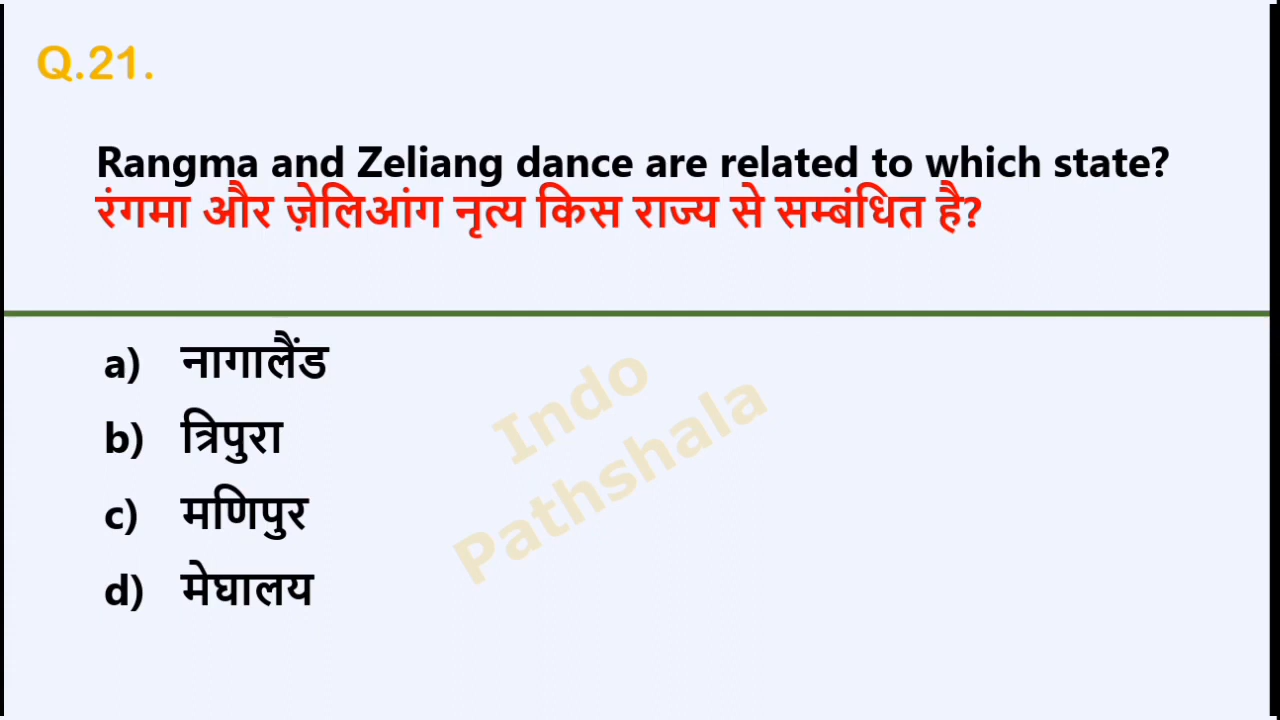 Q.21.
Rangma and Zeliang dance are related to which state?
रंगमा और ज़ेलिआंग नृत्य किस राज्य से सम्बंधित है?
a) नागालैंड
b) त्रिपुरा
c) मणिपुर
d) मेघालय
Indo
Pathshala